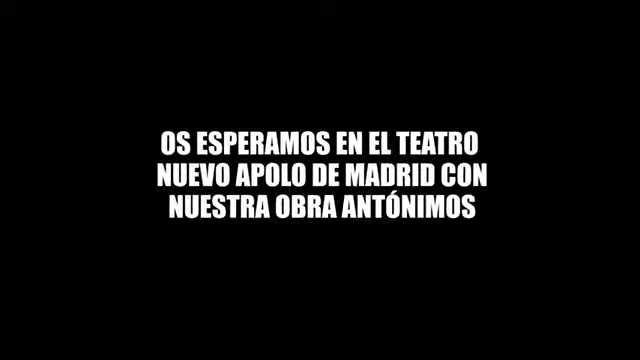 OS ESPERAMOS EN EL TEATRO
NUEVO APOLO DE MADRID CON
NUESTRA OBRA ANTÓNIMOS